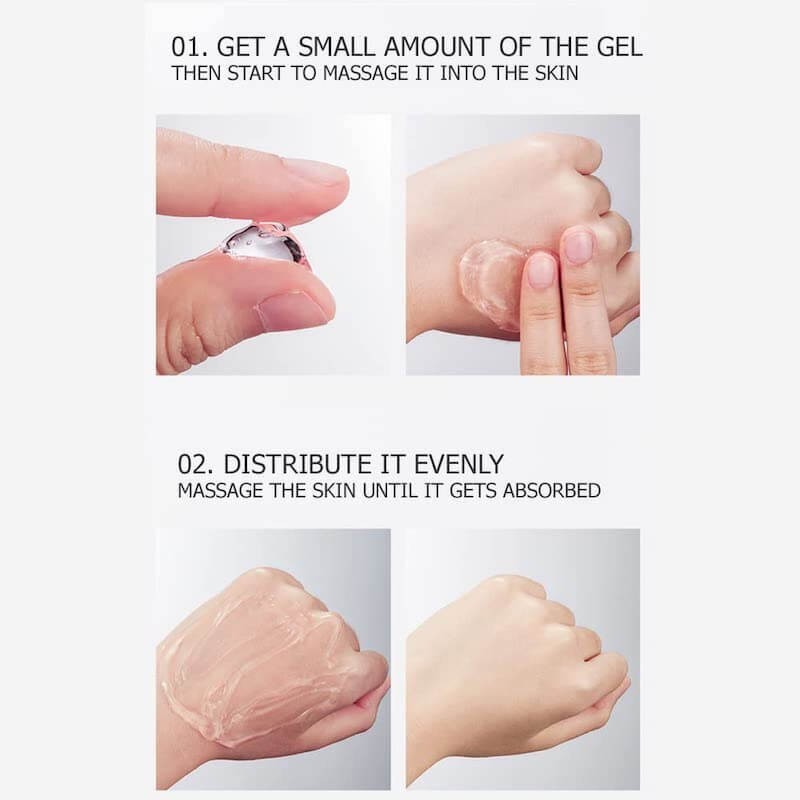 01. GET A SMALL AMOUNT OF THE GEL
THEN START TO MASSAGE IT INTO THE SKIN
02. DISTRIBUTE IT EVENLY
MASSAGE THE SKIN UNTIL IT GETS ABSORBED